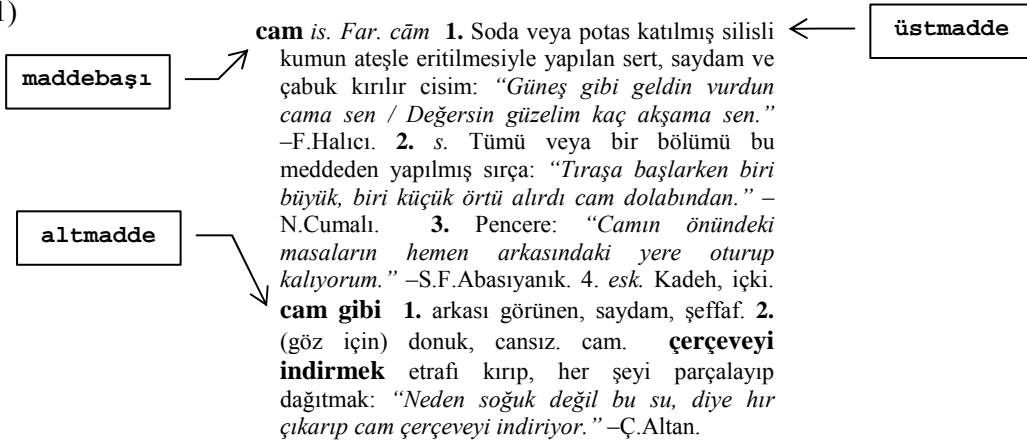 1)
üstmadde
maddebaşı
altmadde
cam is. Far. cām 1. Soda veya potas katılmış silisli
kumun ateşle eritilmesiyle yapılan sert, saydam ve
çabuk kırılır cisim: “Güneş gibi geldin vurdun
cama sen / Değersin güzelim kaç akşama sen.”
–F.Halıcı. 2. s. Tümü veya bir bölümü bu
meddeden yapılmış sırça: “Tıraşa başlarken biri
büyük, biri küçük örtü alırdı cam dolabından.” –
N.Cumalı. 3. Pencere: “Camın önündeki
masaların hemen arkasındaki yere oturup
kalıyorum.” –S.F.Abasıyanık. 4. esk. Kadeh, içki.
cam gibi 1. arkası görünen, saydam, şeffaf. 2.
(göz için) donuk, cansız. cam. çerçeveyi
indirmek etrafı kırıp, her şeyi parçalayıp
dağıtmak: “Neden soğuk değil bu su, diye hır
çıkarıp cam çerçeveyi indiriyor.” –Ç.Altan.